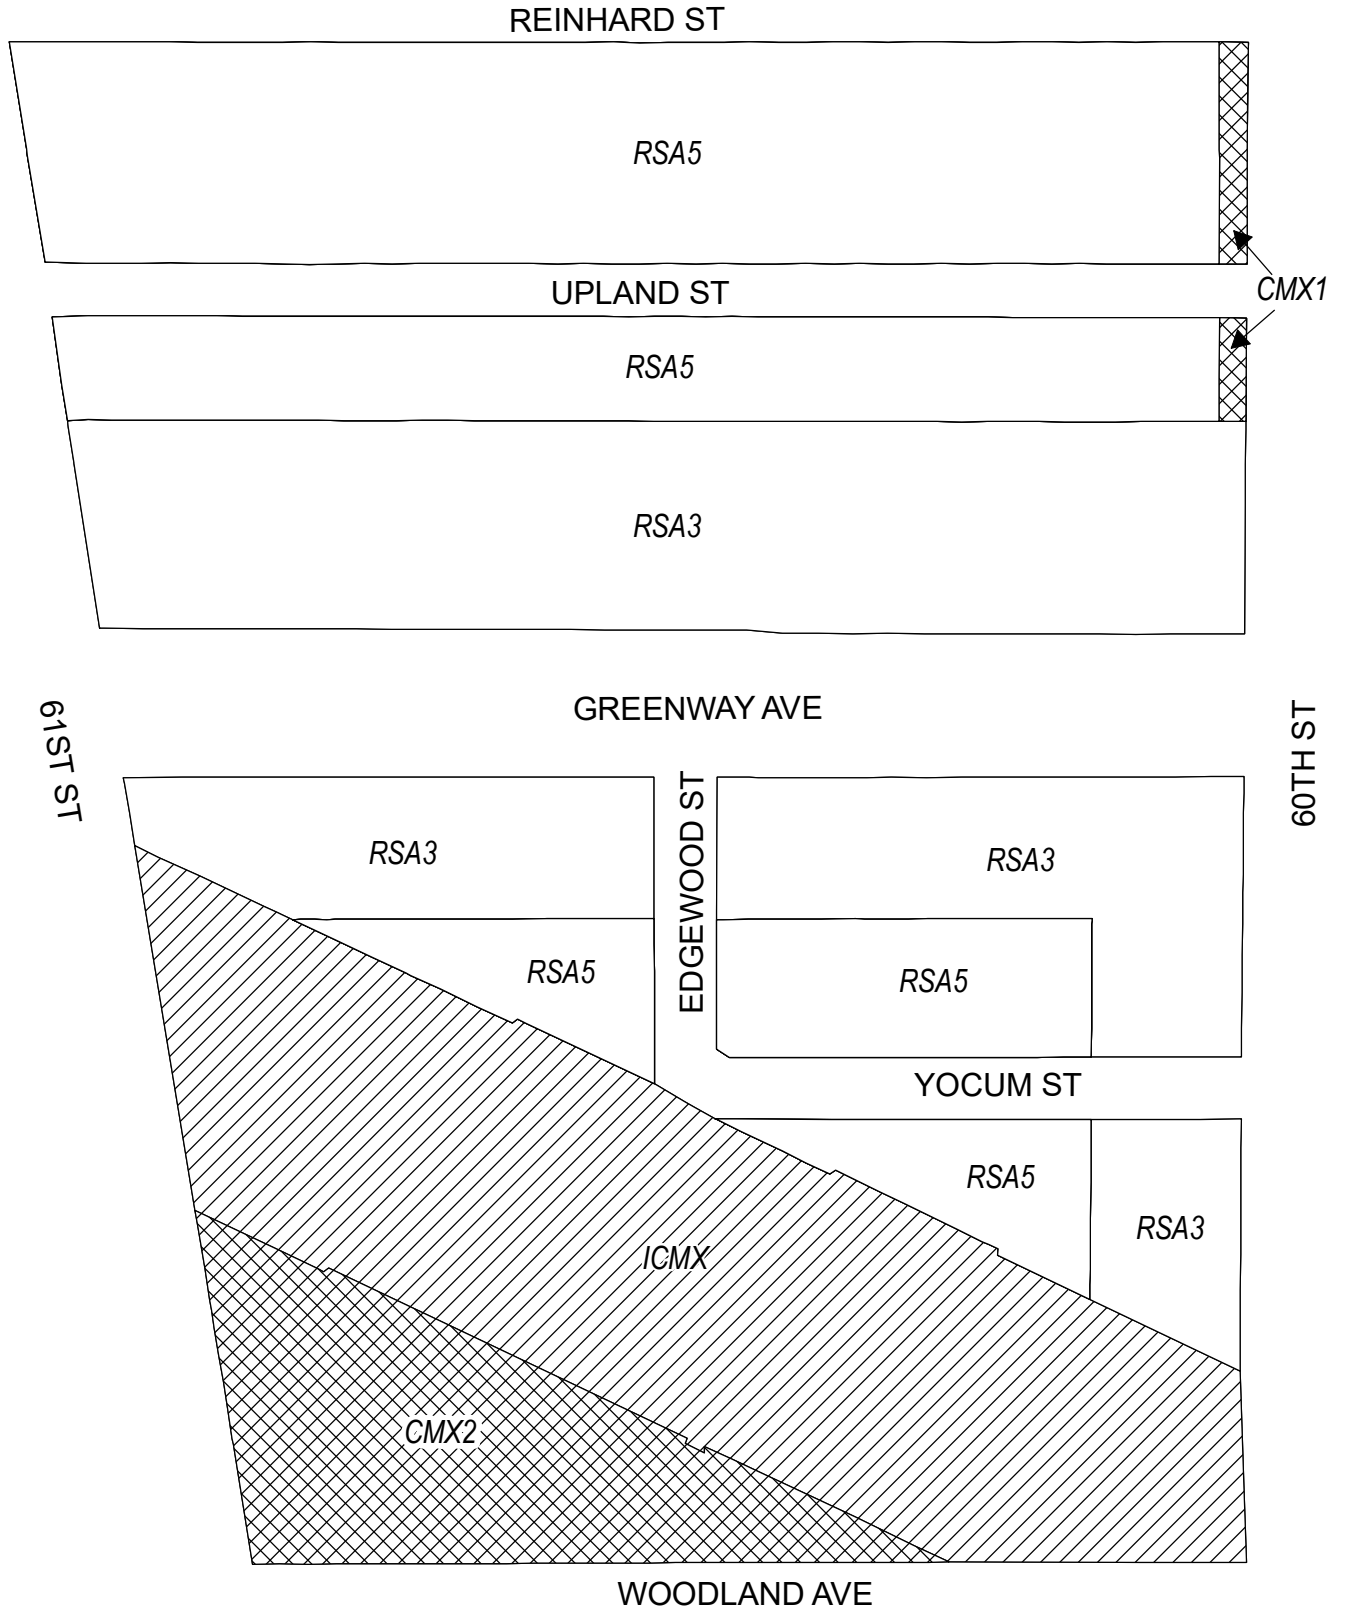 REINHARD ST
RSA5
UPLAND ST
CMX1
RSA5
RSA3
61ST ST
GREENWAY AVE
60TH ST
RSA3
EDGEWOOD ST
RSA3
RSA5
RSA5
YOCUM ST
RSA5
RSA3
ICMX
CMX2
WOODLAND AVE